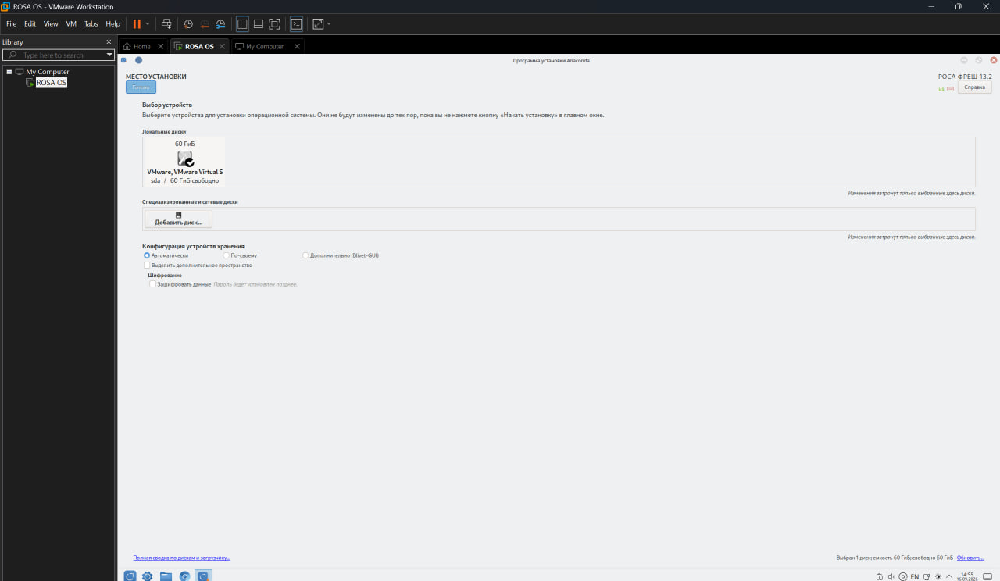 ROSA OS - VMware Workstation
File Edit View VM Tabs Help
Library
Type here to search
My Computer
ROSA OS
Home
ROSA OS
My Computer
Программа установки Anaconda
МЕСТО УСТАНОВКИ
РОСА ФРЕШ 13.2
Готово
us
Справка
Выбор устройств
Выберите устройства для установки операционной системы. Они не будут изменены до тех пор, пока вы не нажмете кнопку «Начать установку» в главном окне.
Локальные диски
60 ГиБ
VMware, VMware Virtual S
sda / 60 ГиБ свободно
Изменения затронут только выбранные здесь диски.
Специализированные и сетевые диски
Добавить диск...
Изменения затронут только выбранные здесь диски.
Конфигурация устройств хранения
Автоматически По-своему Дополнительно (Blivet-GUI)
Выделить дополнительное пространство
Шифрование
Зашифровать данные Пароль будет установлен позднее.
Полная сводка по дискам и загрузчику...
Выбран 1 диск; емкость 60 ГиБ; свободно 60 ГиБ Обновить...
EN
14:55
16.09.2026